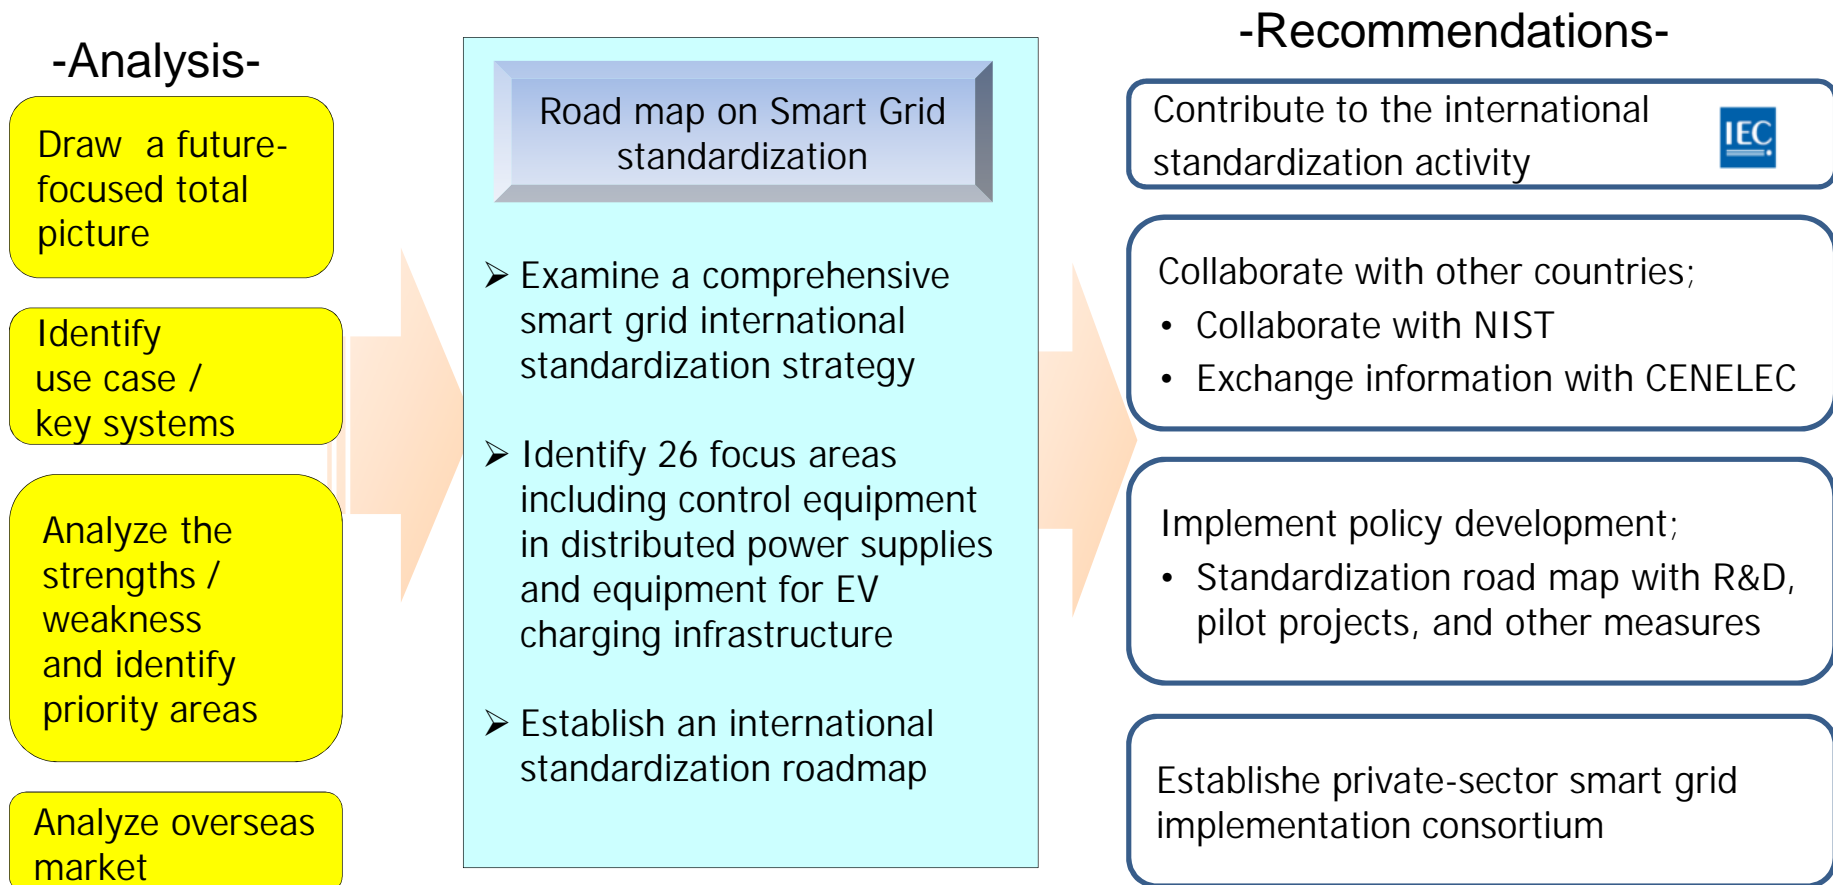 -Analysis-
Draw a future-
focused total
picture
Identify
use case /
key systems
Analyze the
strengths /
weakness
and identify
priority areas
Analyze overseas
market
Road map on Smart Grid
standardization
➢ Examine a comprehensive
smart grid international
standardization strategy
➢ Identify 26 focus areas
including control equipment
in distributed power supplies
and equipment for EV
charging infrastructure
➢ Establish an international
standardization roadmap
-Recommendations-
Contribute to the international
standardization activity
IEC
Collaborate with other countries;
• Collaborate with NIST
• Exchange information with CENELEC
Implement policy development;
• Standardization road map with R&D,
pilot projects, and other measures
Establishe private-sector smart grid
implementation consortium